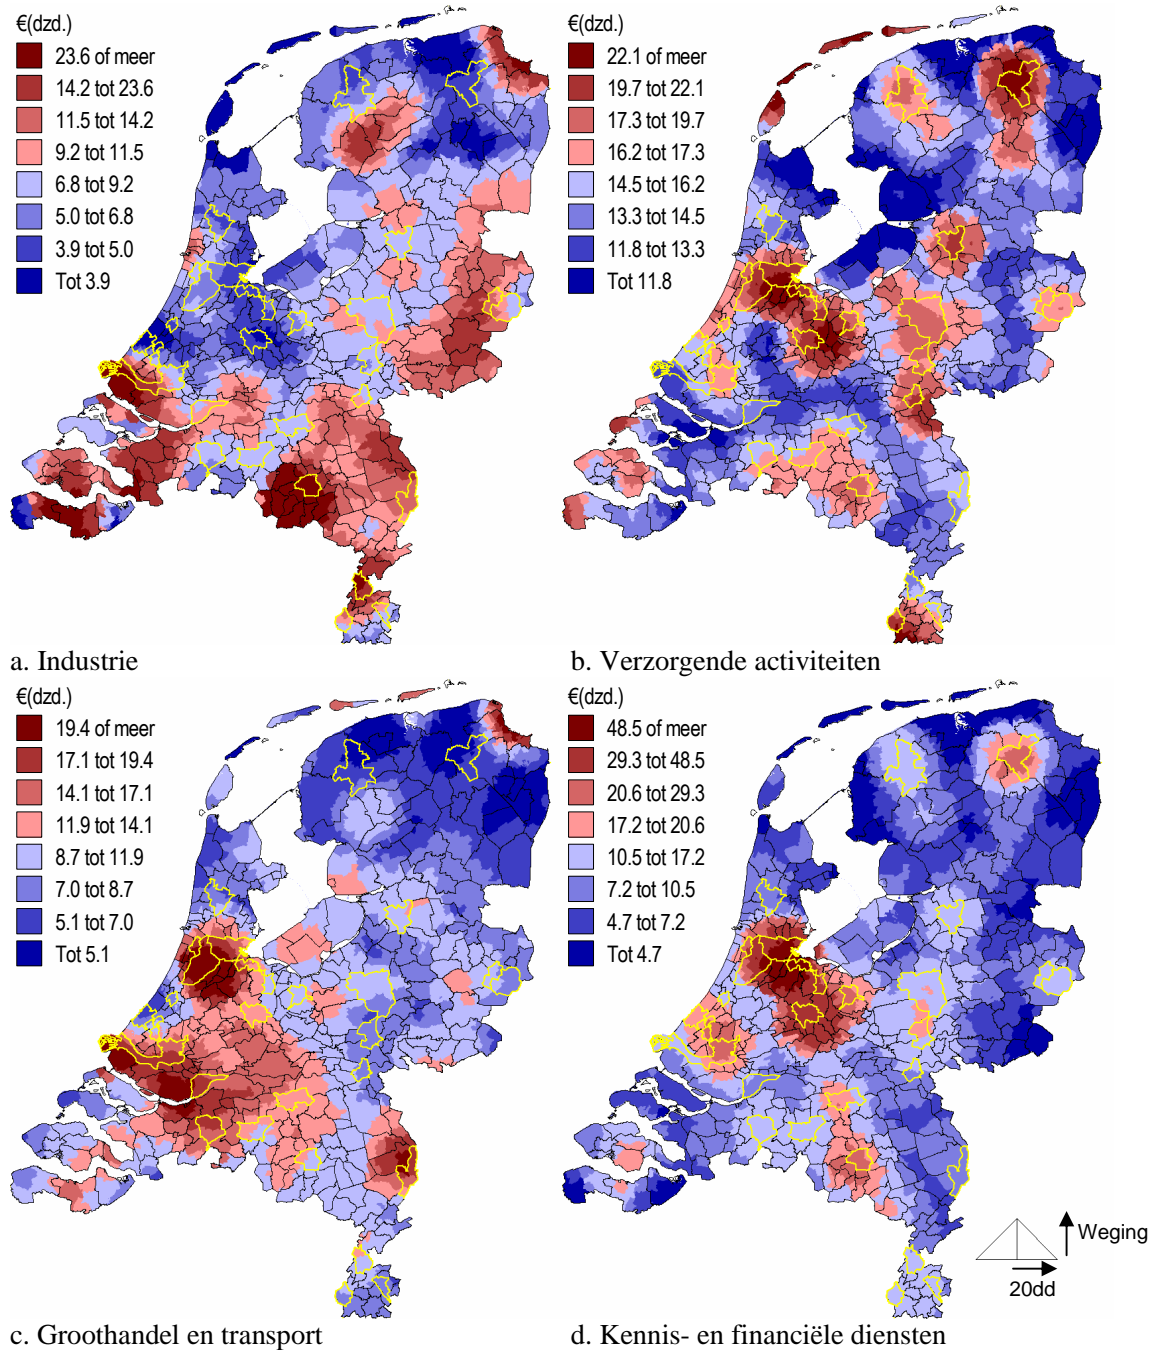 €(dzd.)
23.6 of meer
14.2 tot 23.6
11.5 tot 14.2
9.2 tot 11.5
6.8 tot 9.2
5.0 tot 6.8
3.9 tot 5.0
Tot 3.9
a. Industrie
€(dzd.)
22.1 of meer
19.7 tot 22.1
17.3 tot 19.7
16.2 tot 17.3
14.5 tot 16.2
13.3 tot 14.5
11.8 tot 13.3
Tot 11.8
b. Verzorgende activiteiten
€(dzd.)
19.4 of meer
17.1 tot 19.4
14.1 tot 17.1
11.9 tot 14.1
8.7 tot 11.9
7.0 tot 8.7
5.1 tot 7.0
Tot 5.1
c. Groothandel en transport
€(dzd.)
48.5 of meer
29.3 tot 48.5
20.6 tot 29.3
17.2 tot 20.6
10.5 tot 17.2
7.2 tot 10.5
4.7 tot 7.2
Tot 4.7
Weging
20dd
d. Kennis- en financiële diensten